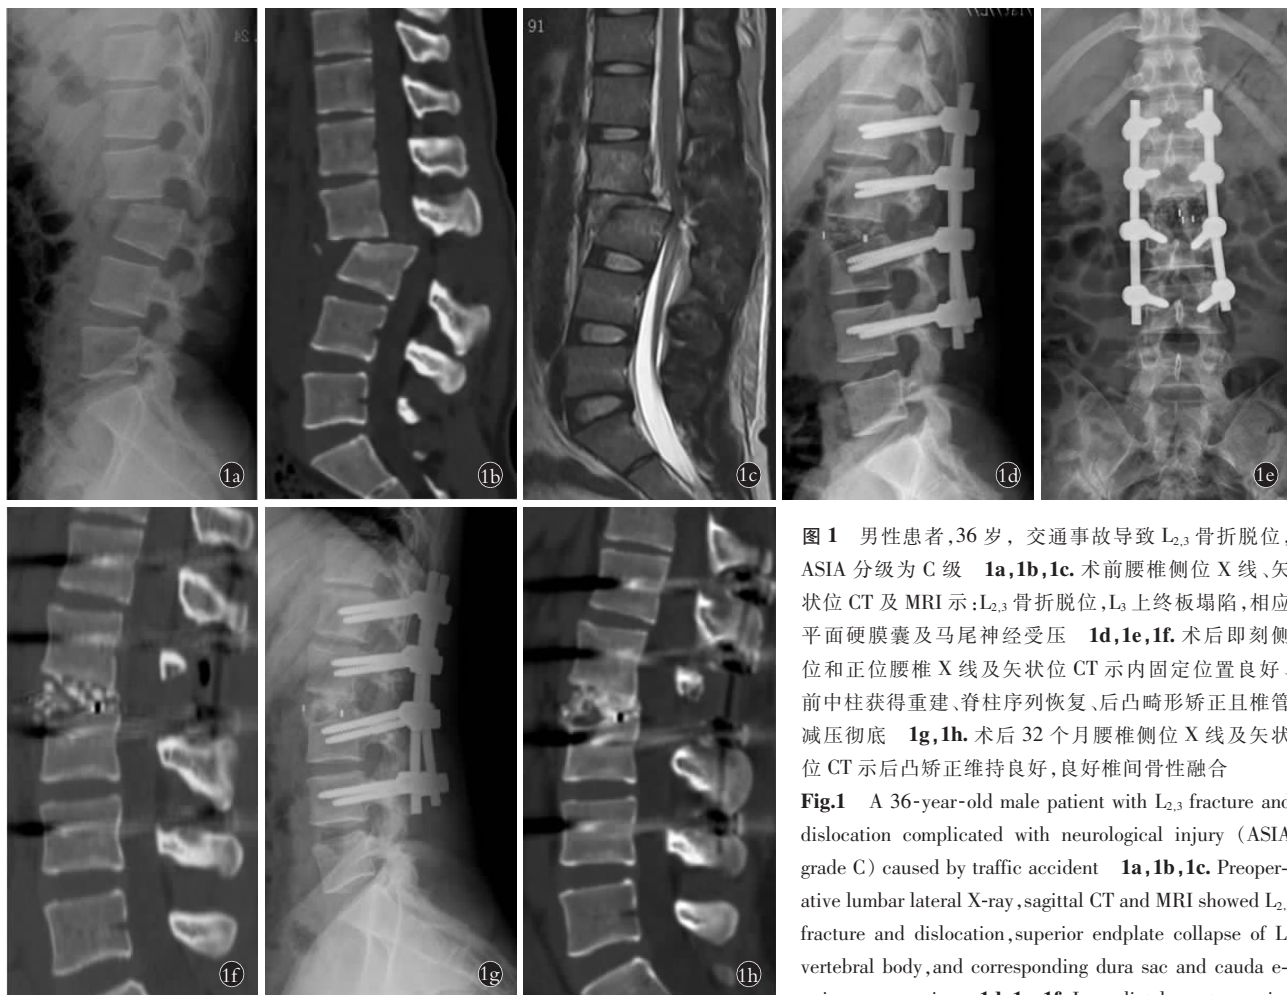 91
1a
1b
1c
1d
1e
1f
1g
1h
图 1 男性患者,36 岁, 交通事故导致 L2,3 骨折脱位,
ASIA 分级为 C 级 1a,1b,1c. 术前腰椎侧位 X 线、矢
状位 CT 及 MRI 示:L2,3 骨折脱位,L3 上终板塌陷,相应
平面硬膜囊及马尾神经受压 1d,1e,1f. 术后即刻侧
位和正位腰椎 X 线及矢状位 CT 示内固定位置良好、
前中柱获得重建、脊柱序列恢复、后凸畸形矫正且椎管
减压彻底 1g,1h. 术后 32 个月腰椎侧位 X 线及矢状
位 CT 示后凸矫正维持良好,良好椎间骨性融合
Fig.1 A 36-year-old male patient with L2,3 fracture and
dislocation complicated with neurological injury (ASIA
grade C) caused by traffic accident 1a,1b,1c. Preoper-
ative lumbar lateral X-ray,sagittal CT and MRI showed L2,
fracture and dislocation,superior endplate collapse of L
vertebral body,and corresponding dura sac and cauda e-